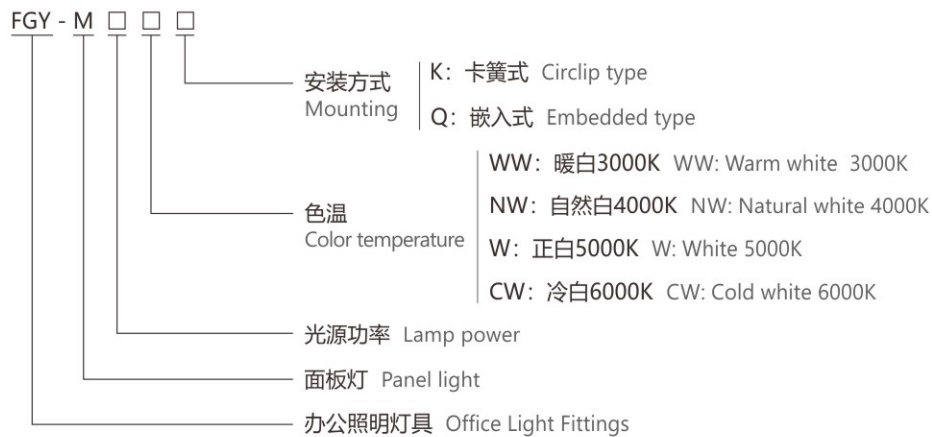 FGY - M □ □ □
安装方式
Mounting
K：卡簧式 Circlip type
Q：嵌入式 Embedded type
色温
Color temperature
WW：暖白3000K WW: Warm white 3000K
NW：自然白4000K NW: Natural white 4000K
W：正白5000K W: White 5000K
CW：冷白6000K CW: Cold white 6000K
光源功率 Lamp power
面板灯 Panel light
办公照明灯具 Office Light Fittings